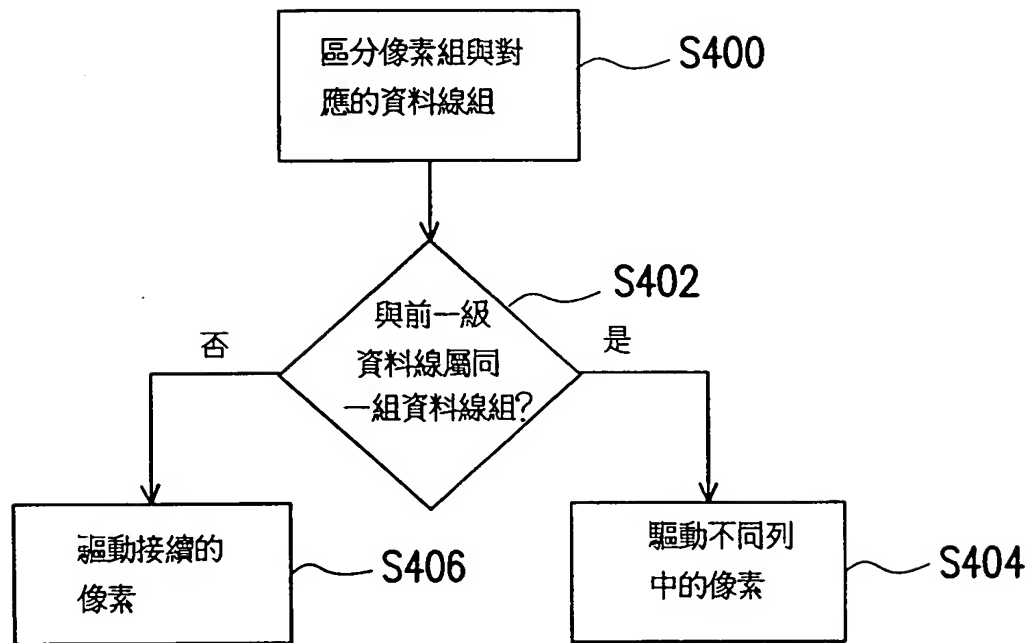 區分像素組與對
應的資料線組
S400
與前一級
資料線屬同
一組資料線組?
S402
否
是
驅動接續的
像素
S406
驅動不同列
中的像素
S404